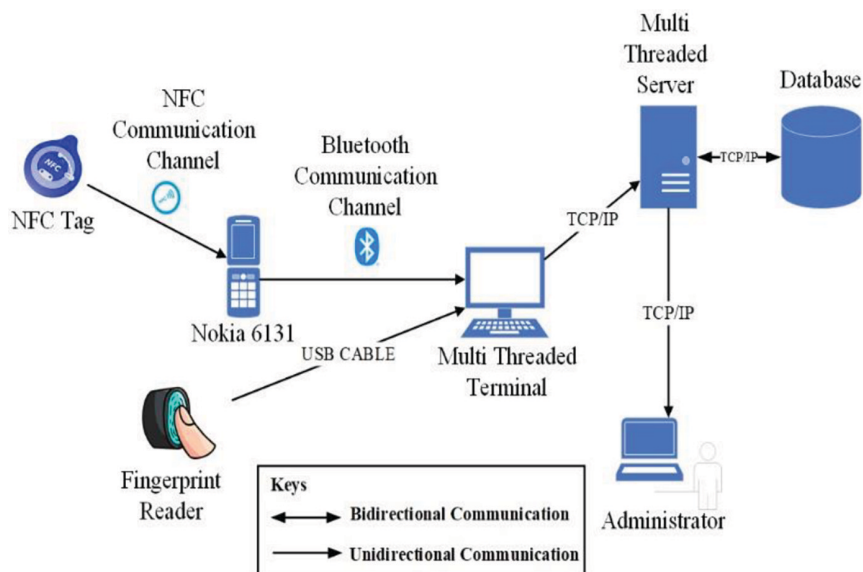 Multi
Threaded
Server
Database
NFC
Communication
Channel
Bluetooth
Communication
Channel
NFC
NFC Tag
TCP/IP
TCP/IP
TCP/IP
Nokia 6131
USB CABLE
Multi Threaded
Terminal
Fingerprint
Reader
Administrator
Keys
Bidirectional Communication
Unidirectional Communication